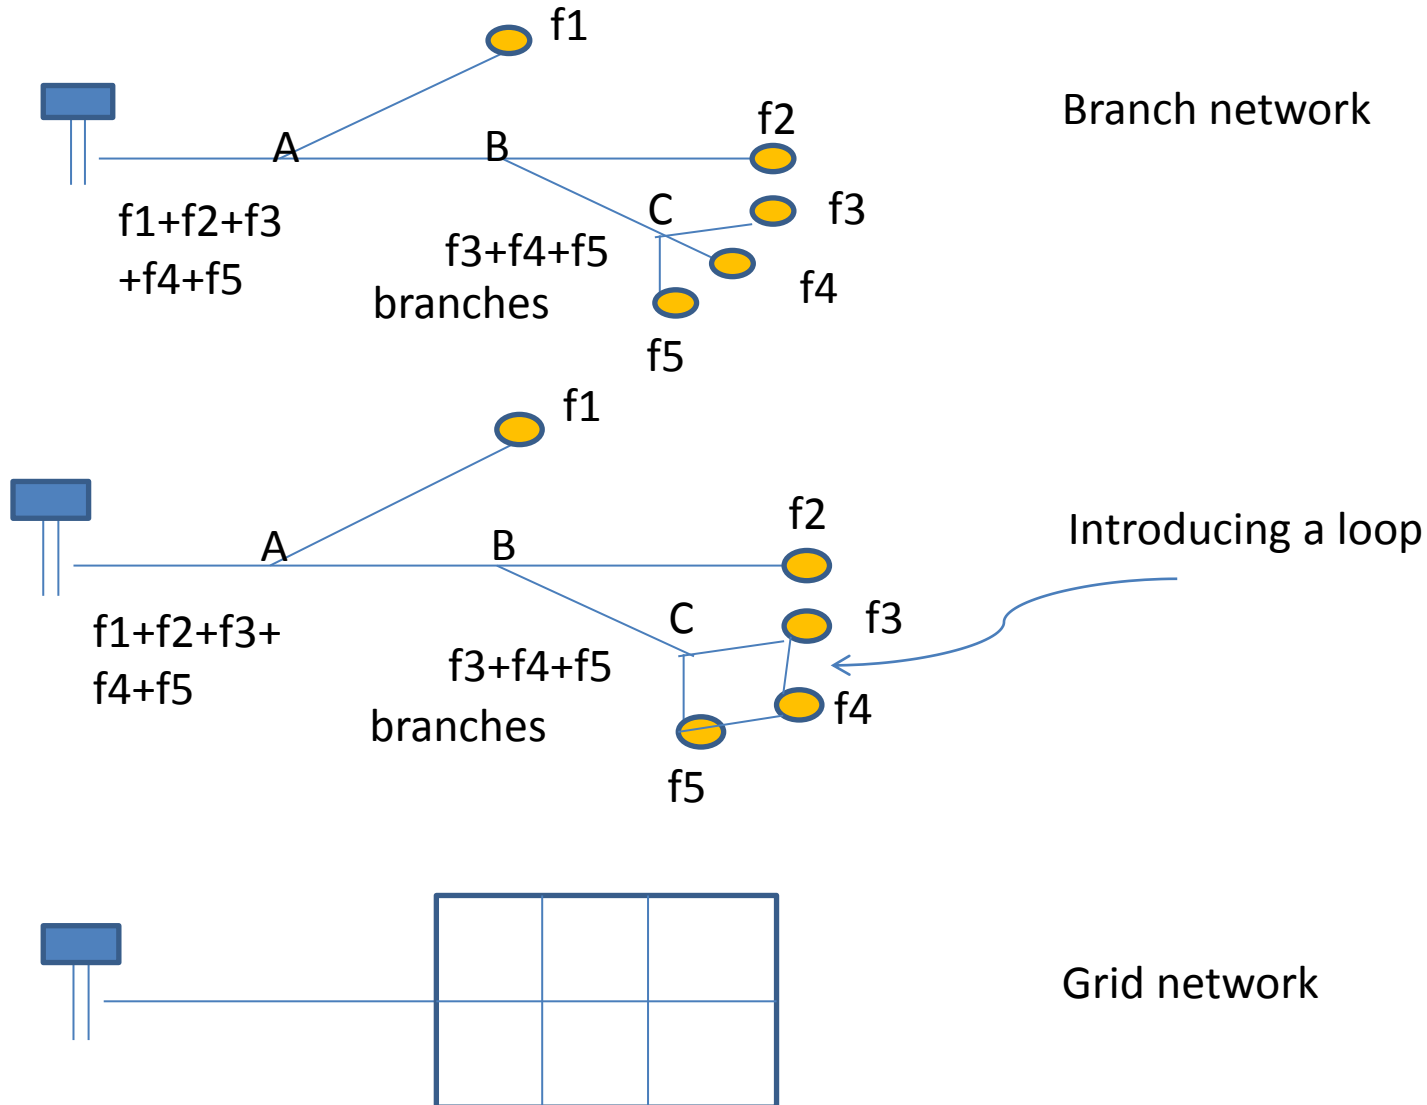 f1
Branch network
f2
A
B
C
f3
f1+f2+f3
+f4+f5
f3+f4+f5
branches
f4
f5
f1
f2
Introducing a loop
A
B
C
f3
f1+f2+f3+
f4+f5
f3+f4+f5
branches
f4
f5
Grid network